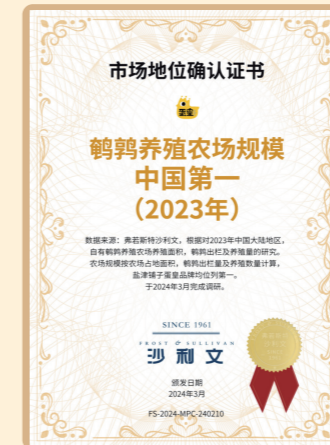 市场地位确认证书
蛋皇
鹌鹑养殖农场规模
中国第一
（2023年）
数据来源：弗若斯特沙利文，根据对2023年中国大陆地区，
自有鹌鹑养殖农场养殖面积，鹌鹑出栏及养殖量的研究。
农场规模按农场占地面积，鹌鹑出栏量及养殖数量计算，
盐津铺子蛋皇品牌均位列第一。
于2024年3月完成调研。
SINCE 1961
FROST & SULLIVAN
沙利文
颁发日期
2024年3月
FS-2024-MPC-240210